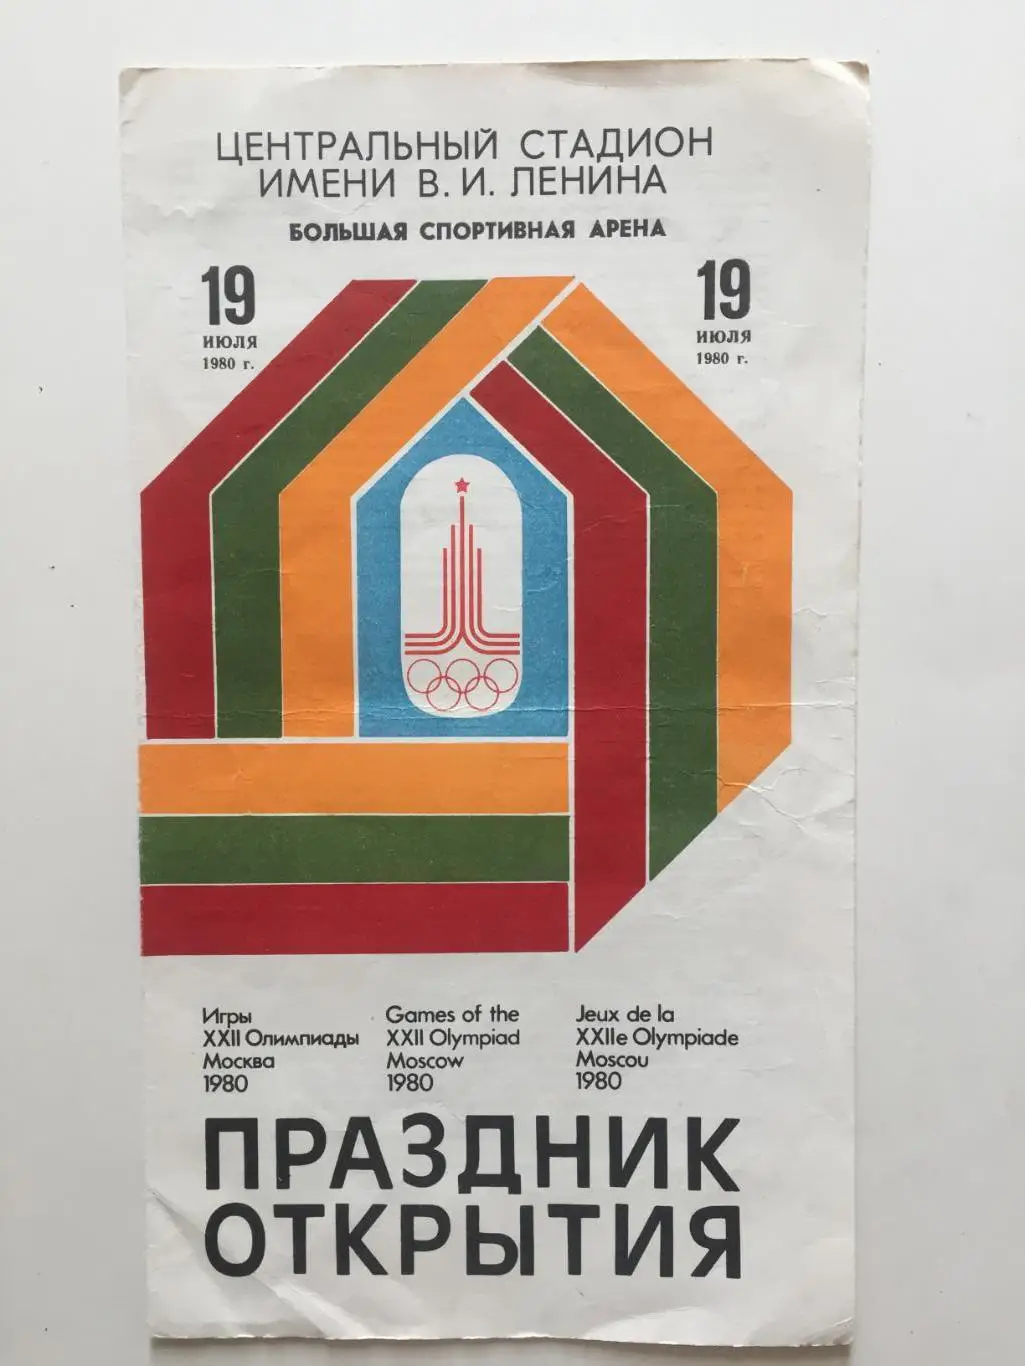 ЦЕНТРАЛЬНЫЙ СТАДИОН
ИМЕНИ В. И. ЛЕНИНА
БОЛЬШАЯ СПОРТИВНАЯ АРЕНА
19
ИЮЛЯ
1980 г.
19
ИЮЛЯ
1980 г.
Игры
XXII Олимпиады
Москва
1980
Games of the
XXII Olympiad
Moscow
1980
Jeux de la
XXIIe Olympiade
Moscou
1980
ПРАЗДНИК
ОТКРЫТИЯ